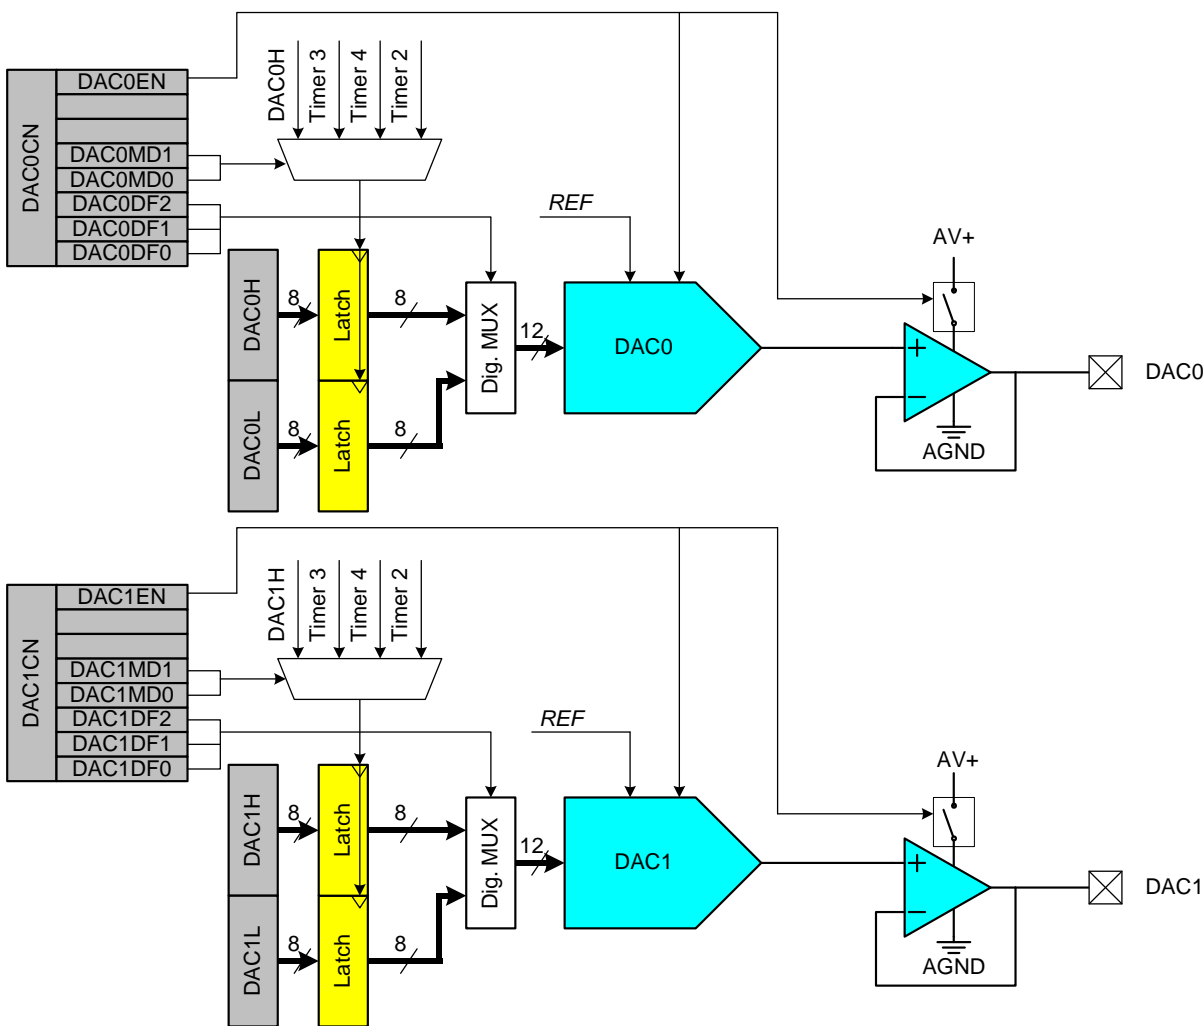 DAC0CN
DAC0EN
DAC0MD1
DAC0MD0
DAC0DF2
DAC0DF1
DAC0DF0
DAC0H
Timer 3
Timer 4
Timer 2
DAC0H
DAC0L
8
8
Latch
Latch
8
8
Dig. MUX
12
REF
DAC0
AV+
+
−
AGND
DAC0
DAC1CN
DAC1EN
DAC1MD1
DAC1MD0
DAC1DF2
DAC1DF1
DAC1DF0
DAC1H
Timer 3
Timer 4
Timer 2
DAC1H
DAC1L
8
8
Latch
Latch
8
8
Dig. MUX
12
REF
DAC1
AV+
+
−
AGND
DAC1